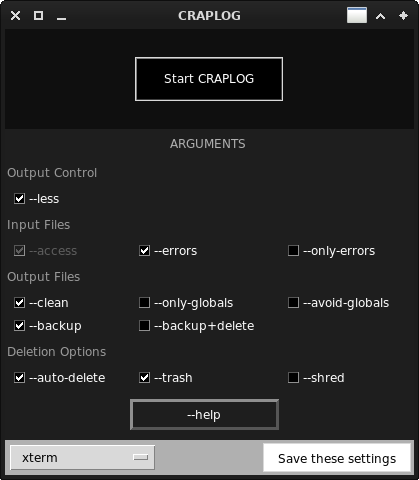 CRAPLOG
Start CRAPLOG
ARGUMENTS
Output Control
--less
Input Files
--access --errors --only-errors
Output Files
--clean --only-globals --avoid-globals
--backup --backup+delete
Deletion Options
--auto-delete --trash --shred
--help
xterm Save these settings